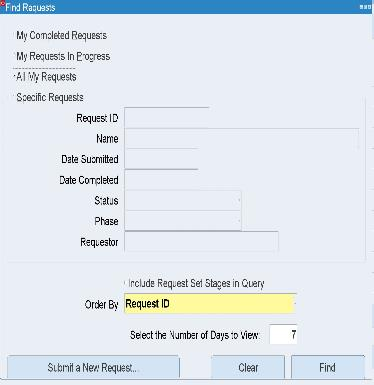 Find Requests
My Completed Requests
My Requests In Progress
All My Requests
Specific Requests
Request ID
Name
Date Submitted
Date Completed
Status
Phase
Requestor
Include Request Set Stages in Query
Order By Request ID
Select the Number of Days to View: 7
Submit a New Request... Clear Find